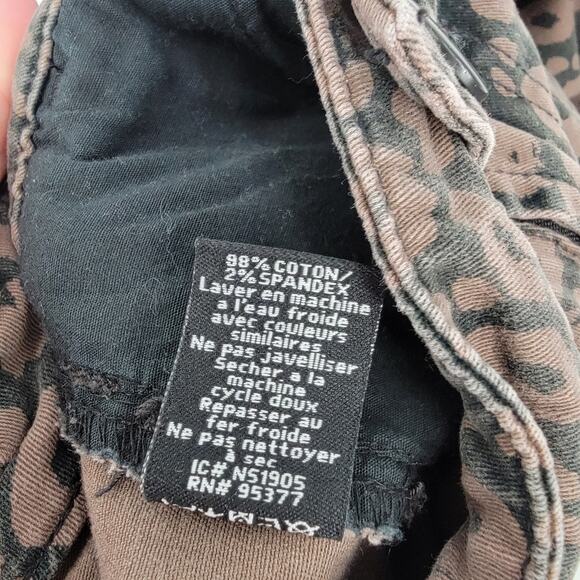 98% COTON/
2% SPANDEX
Laver en machine
a l'eau froide
avec couleurs
similaires
Ne pas javelliser
Secher a la
machine
cycle doux
Repasser au
fer froide
Ne pas nettoyer
à sec
IC# N51905
RN# 95377